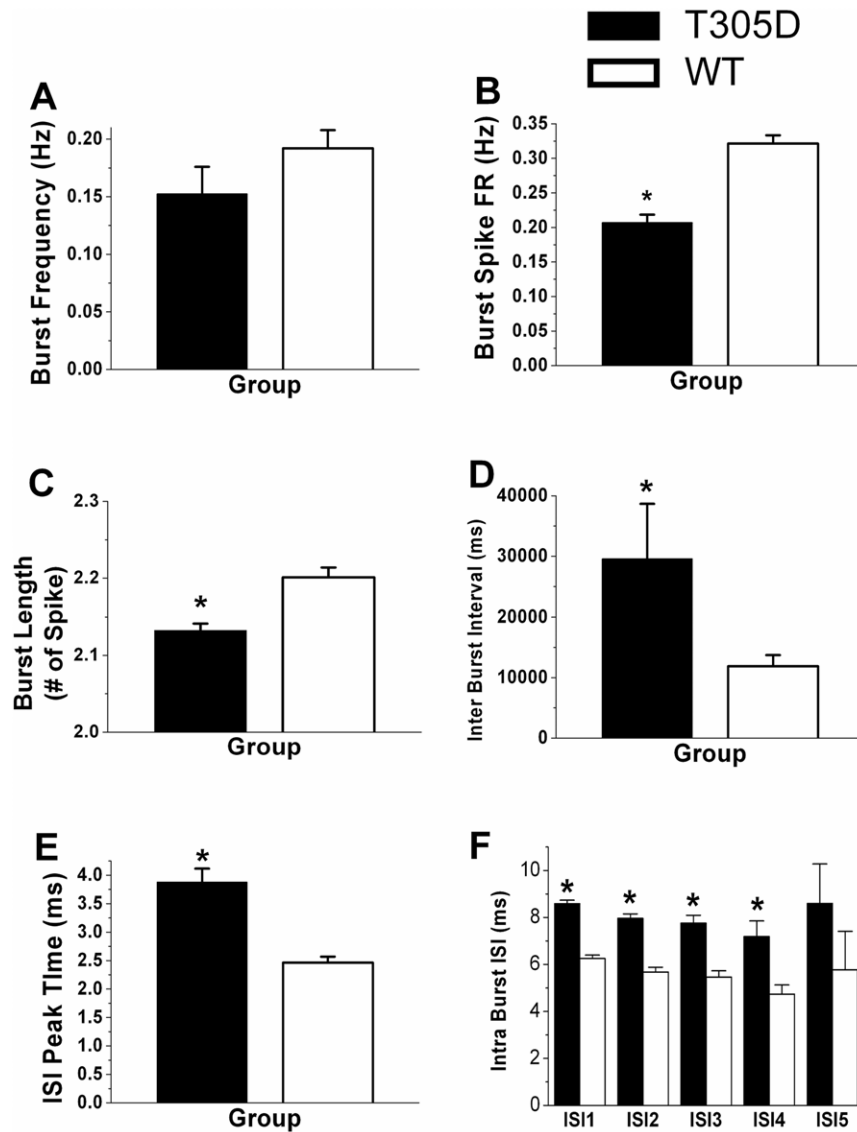 T305D
WT
A
Burst Frequency (Hz)
0.20
0.15
0.10
0.05
0.00
Group
B
Burst Spike FR (Hz)
0.35
0.30
0.25
0.20
0.15
0.10
0.05
0.00
*
Group
C
Burst Length
(# of Spike)
2.3
2.2
2.1
2.0
*
Group
D
Inter Burst Interval (ms)
40000
30000
20000
10000
0
*
Group
E
ISI Peak TIme (ms)
4.0
3.5
3.0
2.5
2.0
1.5
1.0
0.5
0.0
*
Group
F
Intra Burst ISI (ms)
10
8
6
4
2
0
* * * *
ISI1 ISI2 ISI3 ISI4 ISI5